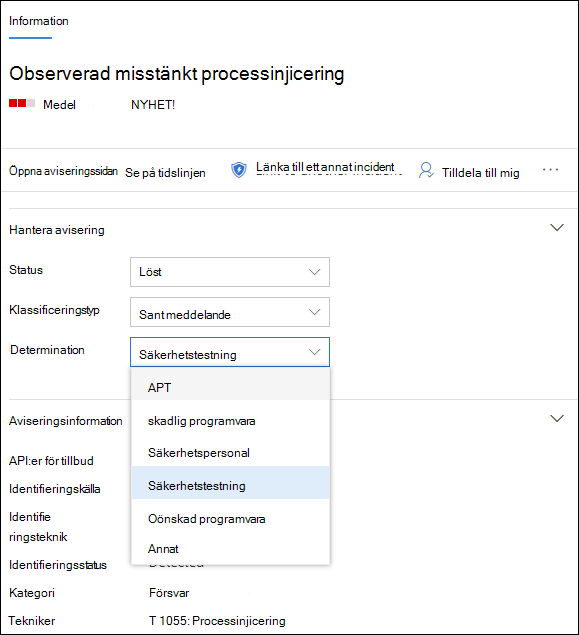 Information
Observerad misstänkt processinjicering
Medel NYHET!
Öppna aviseringssidan Se på tidslinjen Länka till ett annat incident Tilldela till mig ...
Hantera avisering
Status Löst
Klassificeringstyp Sant meddelande
Determination Säkerhetstestning
APT
Aviseringsinformation skadlig programvara
API:er för tillbud Säkerhetspersonal
Identifieringskälla Säkerhetstestning
Identifie Oönskad programvara
ringsteknik
Annat
Identifieringsstatus Detected
Kategori Försvar
Tekniker T 1055: Processinjicering